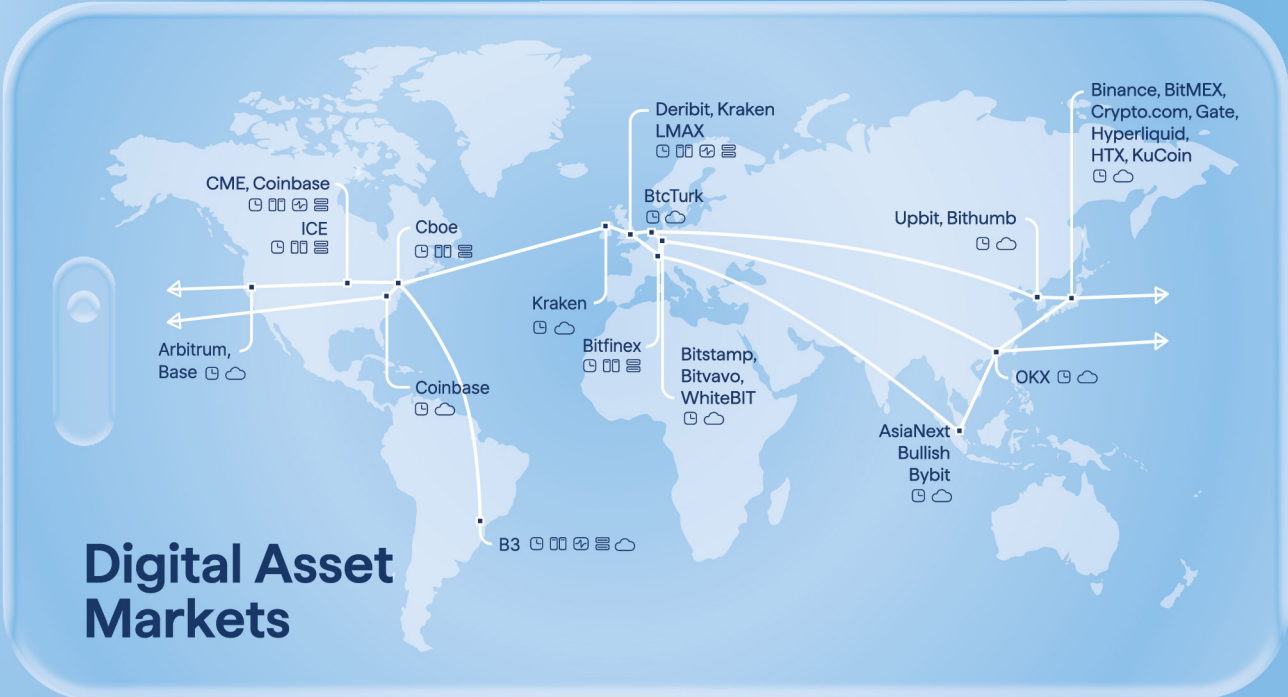 Deribit, Kraken
LMAX
Binance, BitMEX,
Crypto.com, Gate,
Hyperliquid,
HTX, KuCoin
CME, Coinbase
ICE
Cboe
BtcTurk
Upbit, Bithumb
Kraken
Bitfinex
Arbitrum,
Base
Coinbase
Bitstamp,
Bitvavo,
WhiteBIT
OKX
AsiaNext
Bullish
Bybit
B3
Digital Asset
Markets